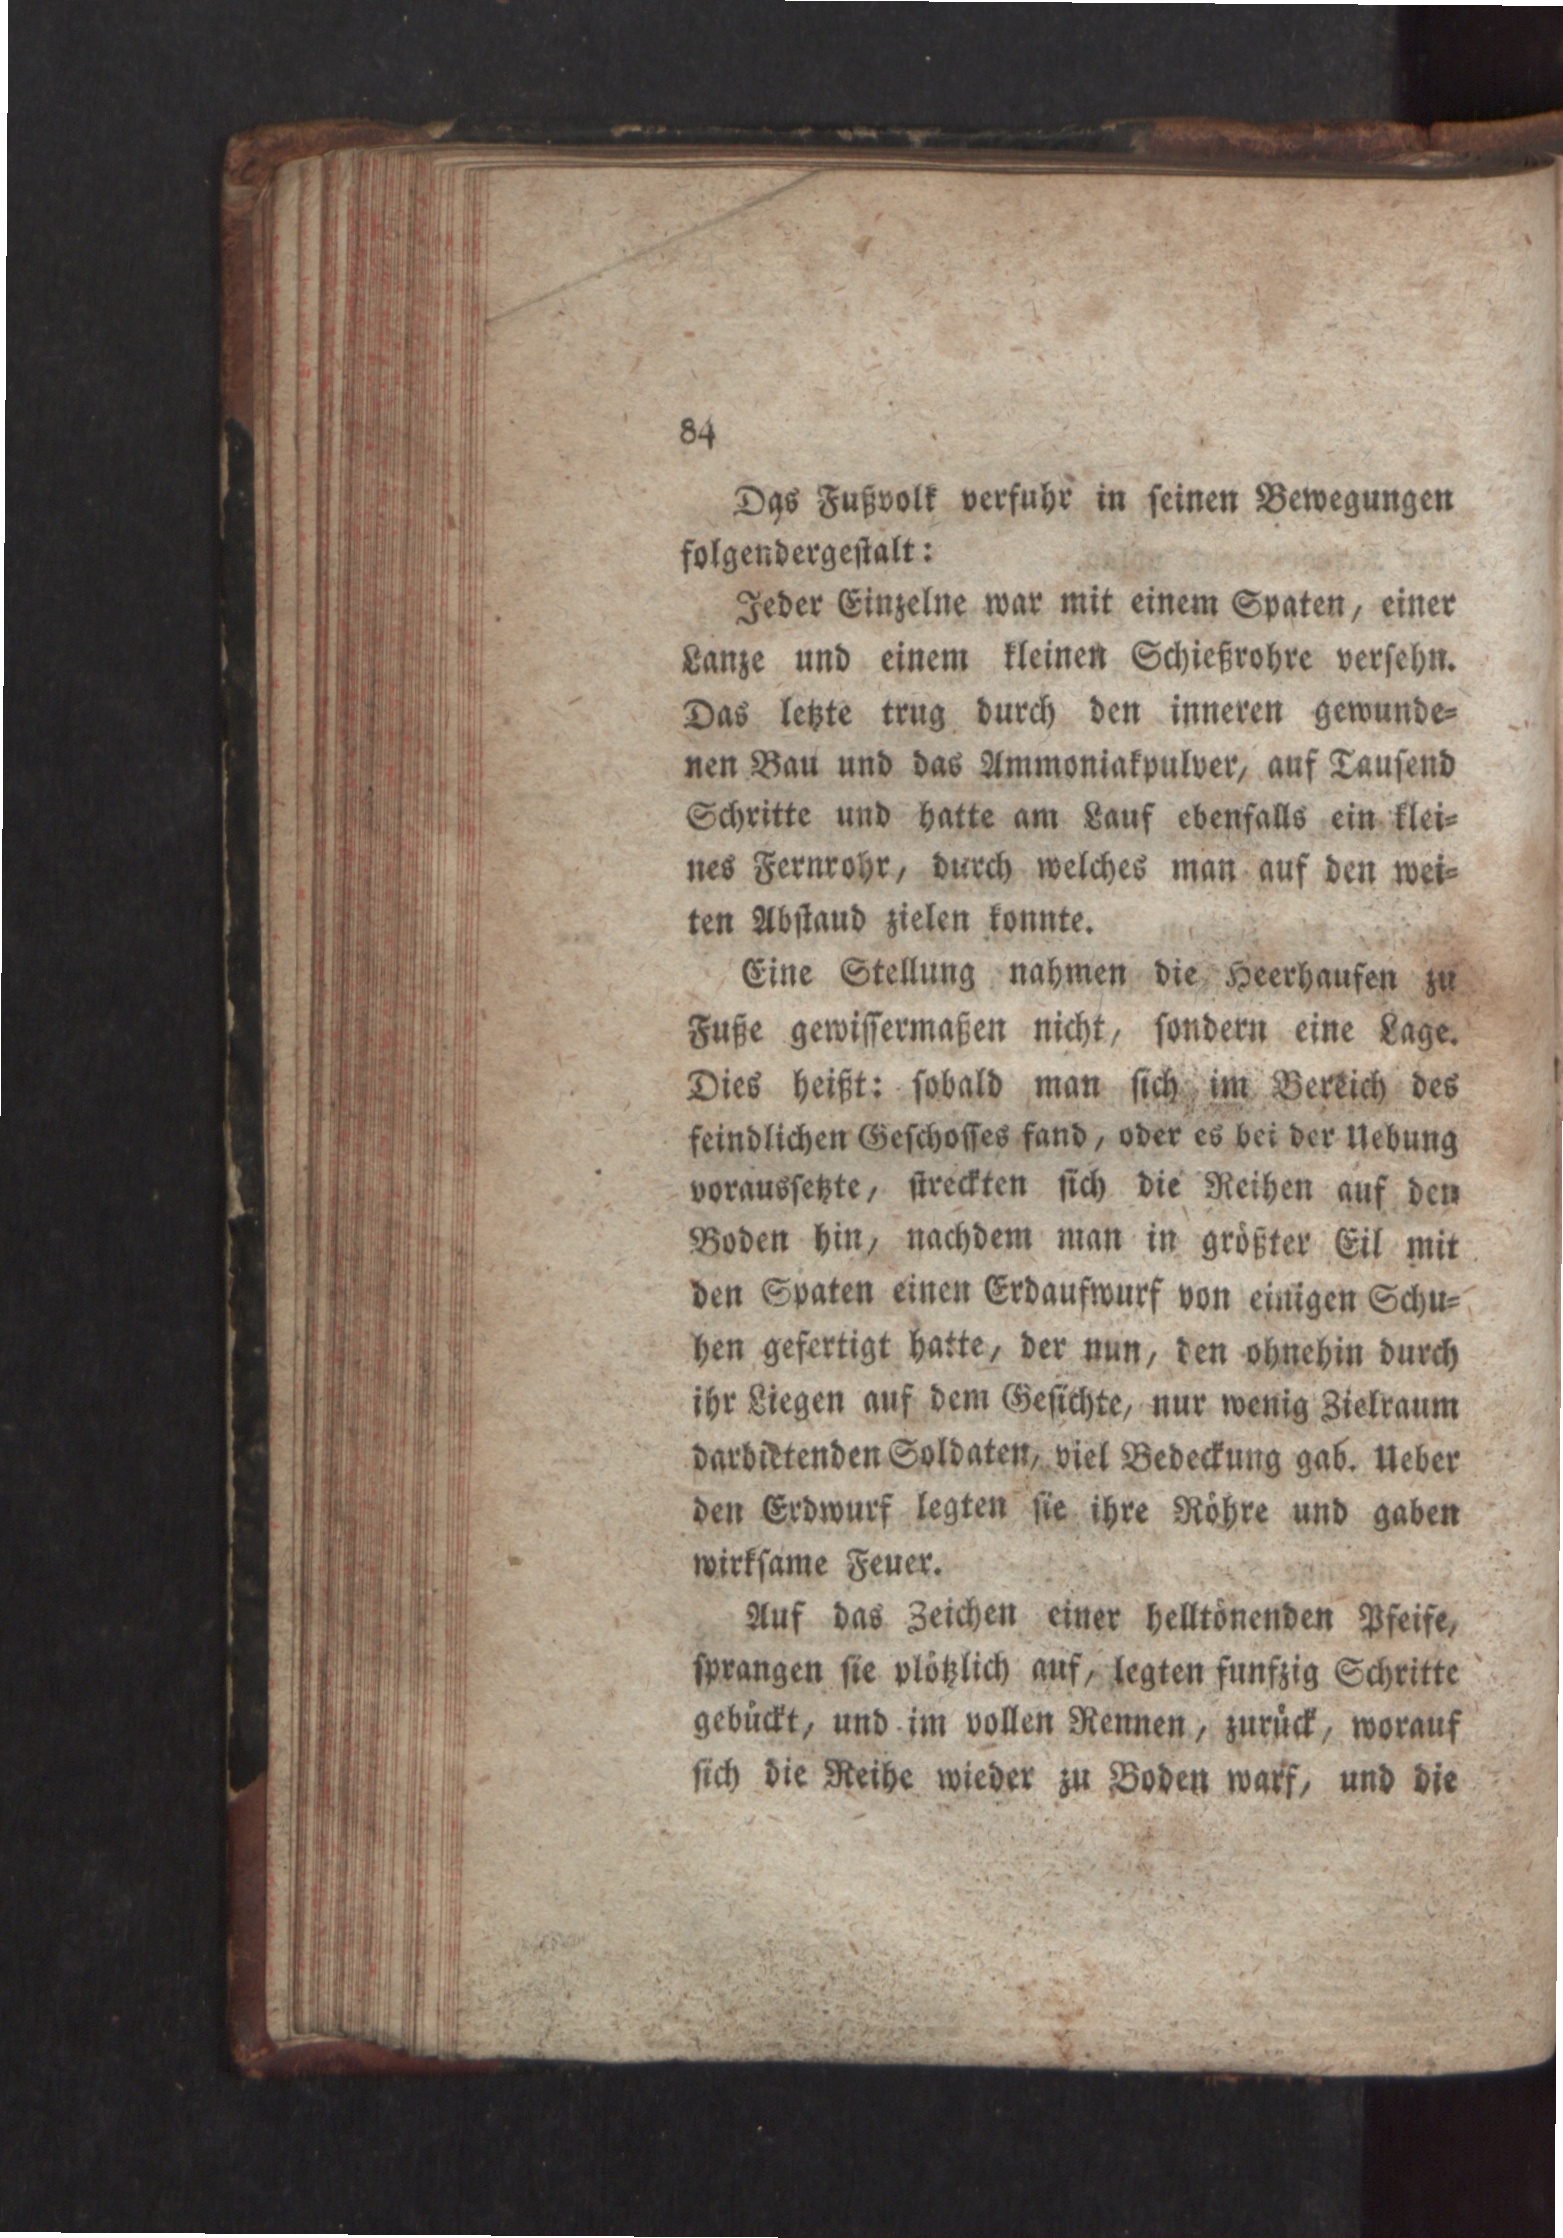 84
Das Fußvolk verfuhr in seinen Bewegungen
folgendergestalt:
Jeder Einzelne war mit einem Spaten, einer
Lanze und einem kleinen Schießrohre versehn.
Das letzte trug durch den inneren gewunde-
nen Bau und das Ammoniakpulver, auf Tausend
Schritte und hatte am Lauf ebenfalls ein klei-
nes Fernrohr, durch welches man auf den wei-
ten Abstaud zielen konnte.
Eine Stellung nahmen die Heerhaufen zu
Fuße gewissermaßen nicht, sondern eine Lage.
Dies heißt: sobald man sich im Bereich des
feindlichen Geschosses fand, oder es bei der Uebung
voraussetzte, streckten sich die Reihen auf den
Boden hin, nachdem man in größter Eil mit
den Spaten einen Erdaufwurf von einigen Schu-
hen gefertigt hatte, der nun, den ohnehin durch
ihr Liegen auf dem Gesichte, nur wenig Zielraum
darbietenden Soldaten, viel Bedeckung gab. Ueber
den Erdwurf legten sie ihre Röhre und gaben
wirksame Feuer.
Auf das Zeichen einer helltönenden Pfeife,
sprangen sie plötzlich auf, legten funfzig Schritte
gebückt, und im vollen Rennen, zurück, worauf
sich die Reihe wieder zu Boden warf, und die